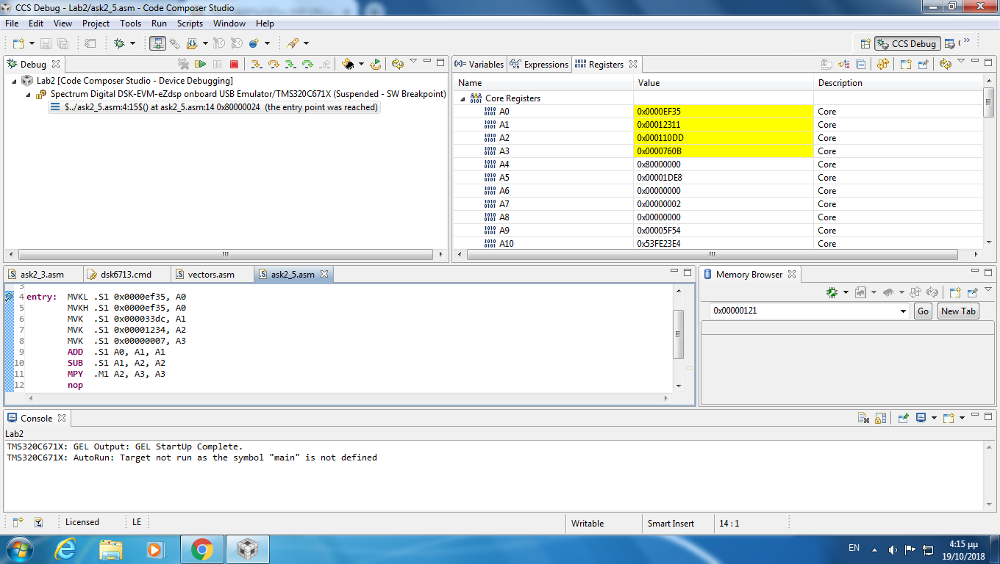 CCS Debug - Lab2/ask2_5.asm - Code Composer Studio
File Edit View Project Tools Run Scripts Window Help
CCS Debug
Debug
Lab2 [Code Composer Studio - Device Debugging]
Spectrum Digital DSK-EVM-eZdsp onboard USB Emulator/TMS320C671X (Suspended - SW Breakpoint)
$../ask2_5.asm:4:15$() at ask2_5.asm:14 0x80000024 (the entry point was reached)
(x)= Variables Expressions Registers
Name Value Description
Core Registers
A0 0x0000EF35 Core
A1 0x00012311 Core
A2 0x000110DD Core
A3 0x0000760B Core
A4 0x80000000 Core
A5 0x00001DE8 Core
A6 0x00000000 Core
A7 0x00000002 Core
A8 0x00000000 Core
A9 0x00005F54 Core
A10 0x53FE23E4 Core
ask2_3.asm dsk6713.cmd vectors.asm ask2_5.asm
3
4 entry: MVKL .S1 0x0000ef35, A0
5 MVKH .S1 0x0000ef35, A0
6 MVK .S1 0x000033dc, A1
7 MVK .S1 0x00001234, A2
8 MVK .S1 0x00000007, A3
9 ADD .S1 A0, A1, A1
10 SUB .S1 A1, A2, A2
11 MPY .M1 A2, A3, A3
12 nop
Memory Browser
0x00000121 Go New Tab
Console
Lab2
TMS320C671X: GEL Output: GEL StartUp Complete.
TMS320C671X: AutoRun: Target not run as the symbol "main" is not defined
Licensed LE Writable Smart Insert 14 : 1
EN 4:15 μμ
19/10/2018